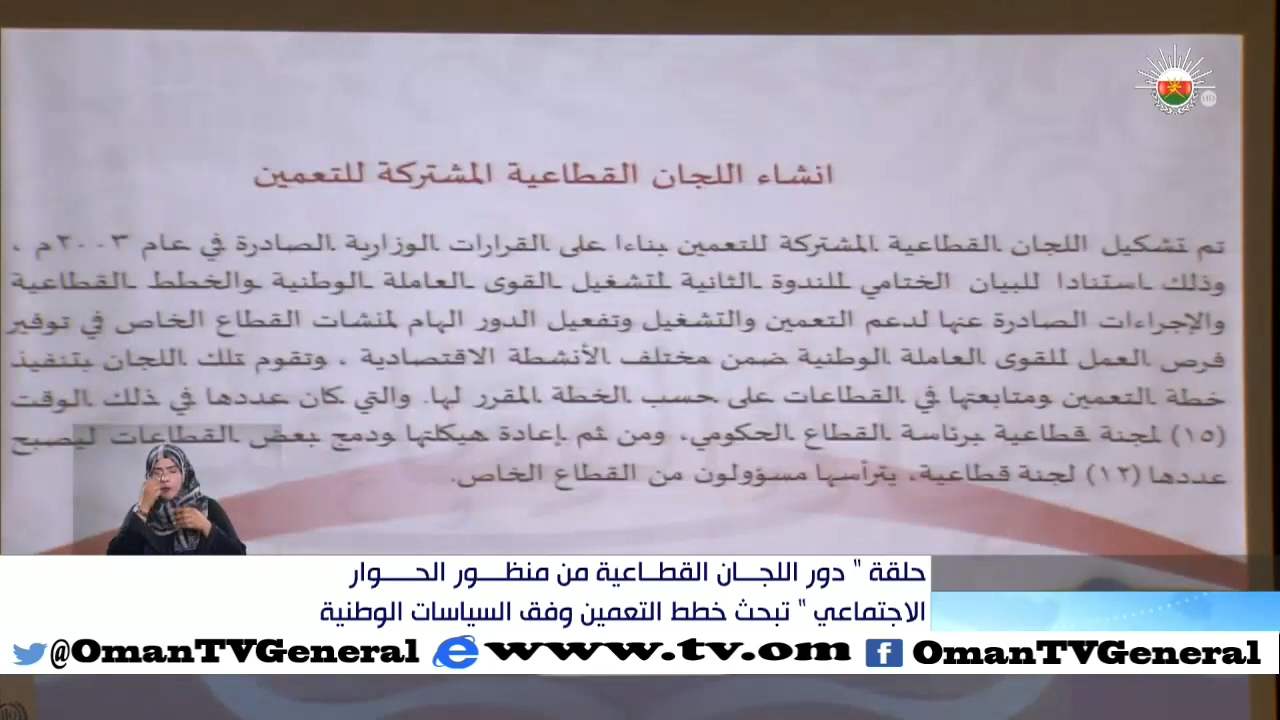 انشاء اللجان القطاعية المشتركة للتعمين
تم تشكيل اللجان القطاعية المشتركة للتعمين بناءا على القرارات الوزارية الصادرة في عام ٢٠٠٣م ،
وذلك استنادا للبيان الختامي للندوة الثانية لتشغيل القوى العاملة الوطنية والخطط القطاعية
والإجراءات الصادرة عنها لدعم التعمين والتشغيل وتفعيل الدور الهام لمنشات القطاع الخاص في توفير
فرص العمل للقوى العاملة الوطنية ضمن مختلف الأنشطة الاقتصادية ، وتقوم تلك اللجان بتنفيذ
خطة التعمين ومتابعتها في القطاعات على حسب الخطة المقرر لها. والتي كان عددها في ذلك الوقت
(١٥) لجنة قطاعية برئاسة القطاع الحكومي، ومن ثم إعادة هيكلتها ودمج بعض القطاعات ليصبح
عددها (١٢) لجنة قطاعية، يترأسها مسؤولون من القطاع الخاص.
حلقة " دور اللجـــان القطــاعية من منظـــور الحـــوار
الاجتماعي " تبحث خطط التعمين وفق السياسات الوطنية
@OmanTVGeneral www.tv.om OmanTVGeneral